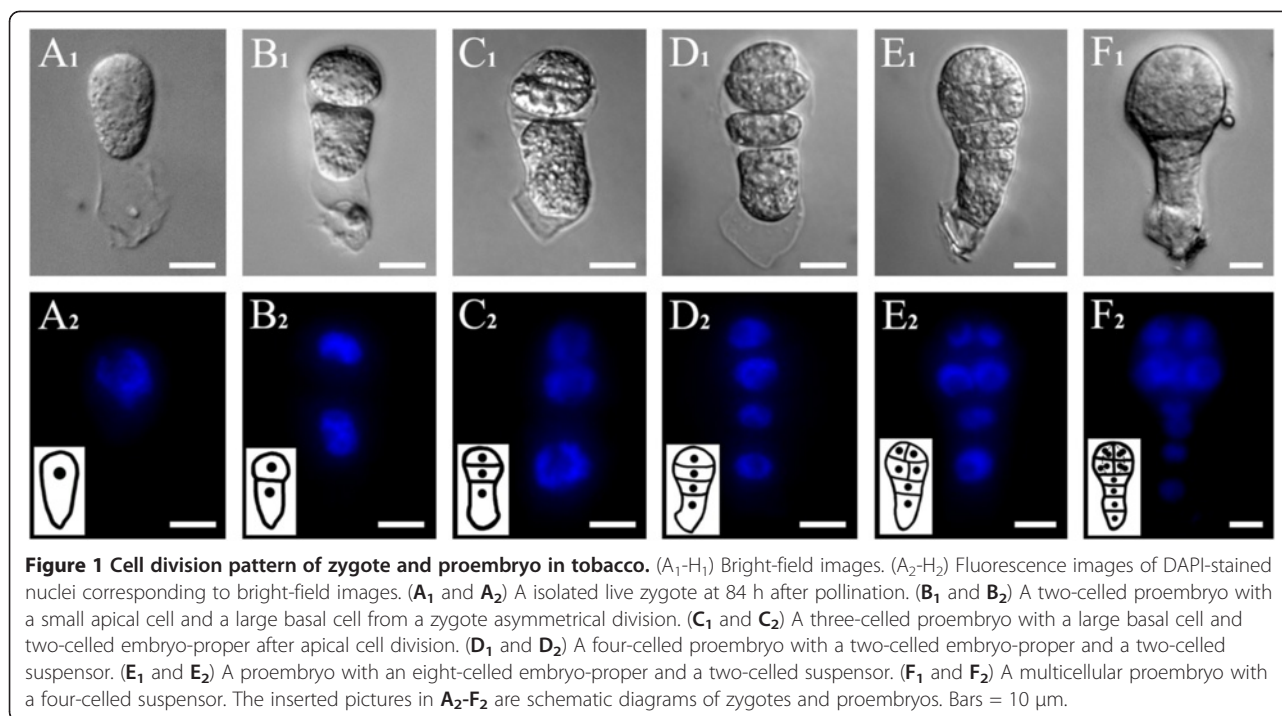 A₁ B₁ C₁ D₁ E₁ F₁
A₂ B₂ C₂ D₂ E₂ F₂
Figure 1 Cell division pattern of zygote and proembryo in tobacco. (A₁-H₁) Bright-field images. (A₂-H₂) Fluorescence images of DAPI-stained
nuclei corresponding to bright-field images. (A₁ and A₂) A isolated live zygote at 84 h after pollination. (B₁ and B₂) A two-celled proembryo with
a small apical cell and a large basal cell from a zygote asymmetrical division. (C₁ and C₂) A three-celled proembryo with a large basal cell and
two-celled embryo-proper after apical cell division. (D₁ and D₂) A four-celled proembryo with a two-celled embryo-proper and a two-celled
suspensor. (E₁ and E₂) A proembryo with an eight-celled embryo-proper and a two-celled suspensor. (F₁ and F₂) A multicellular proembryo with
a four-celled suspensor. The inserted pictures in A₂-F₂ are schematic diagrams of zygotes and proembryos. Bars = 10 μm.